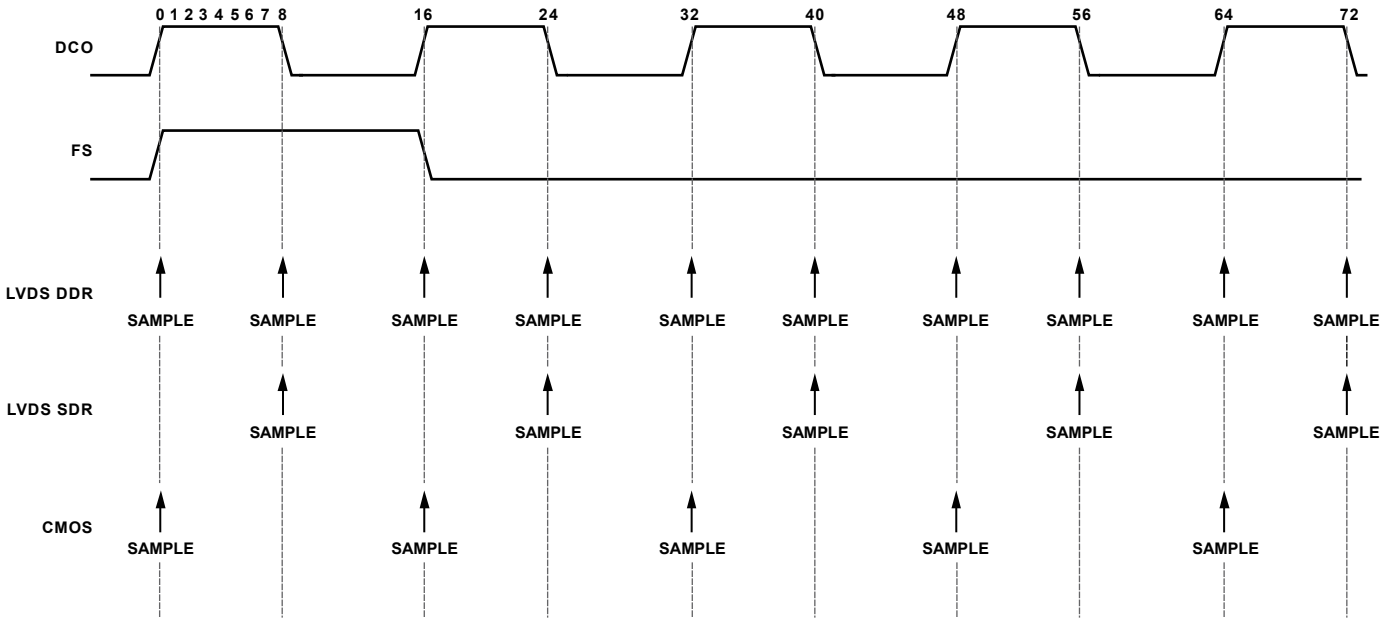 0 1 2 3 4 5 6 7 8 16 24 32 40 48 56 64 72
DCO
FS
LVDS DDR
SAMPLE SAMPLE SAMPLE SAMPLE SAMPLE SAMPLE SAMPLE SAMPLE SAMPLE SAMPLE
LVDS SDR
SAMPLE SAMPLE SAMPLE SAMPLE SAMPLE
CMOS
SAMPLE SAMPLE SAMPLE SAMPLE SAMPLE